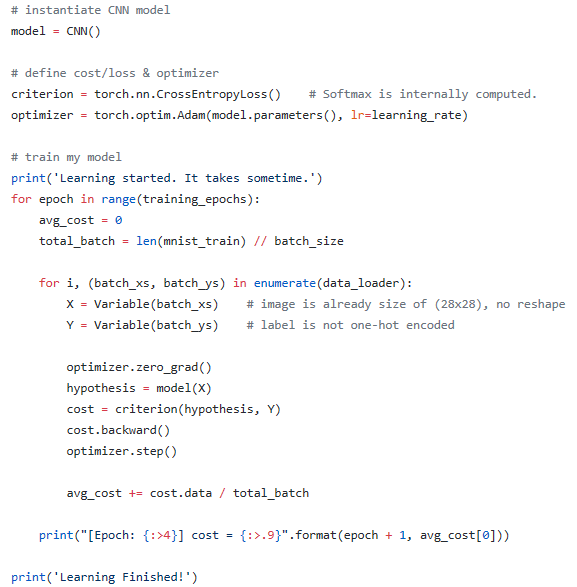 # instantiate CNN model
model = CNN()

# define cost/loss & optimizer
criterion = torch.nn.CrossEntropyLoss()    # Softmax is internally computed.
optimizer = torch.optim.Adam(model.parameters(), lr=learning_rate)

# train my model
print('Learning started. It takes sometime.')
for epoch in range(training_epochs):
    avg_cost = 0
    total_batch = len(mnist_train) // batch_size

    for i, (batch_xs, batch_ys) in enumerate(data_loader):
        X = Variable(batch_xs)    # image is already size of (28x28), no reshape
        Y = Variable(batch_ys)    # label is not one-hot encoded

        optimizer.zero_grad()
        hypothesis = model(X)
        cost = criterion(hypothesis, Y)
        cost.backward()
        optimizer.step()

        avg_cost += cost.data / total_batch

    print("[Epoch: {:>4}] cost = {:>.9}".format(epoch + 1, avg_cost[0]))

print('Learning Finished!')